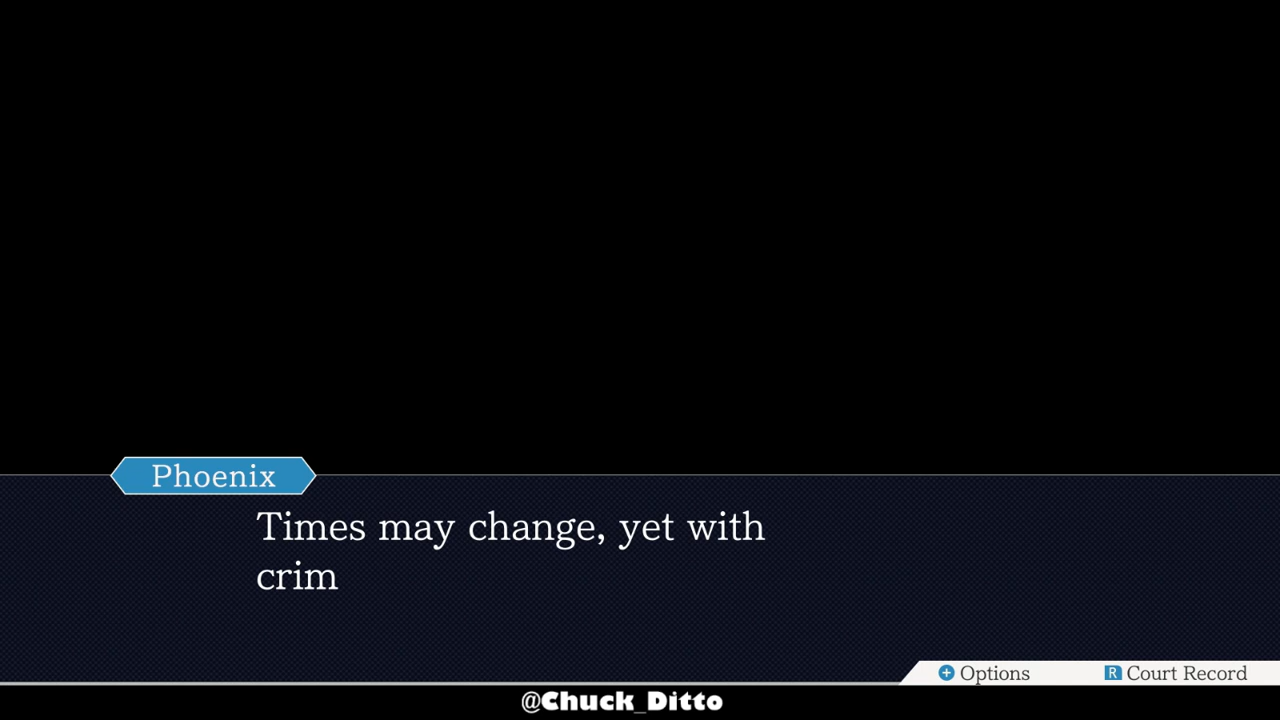 Phoenix
Times may change, yet with
crim
+ Options
R Court Record
@Chuck_Ditto